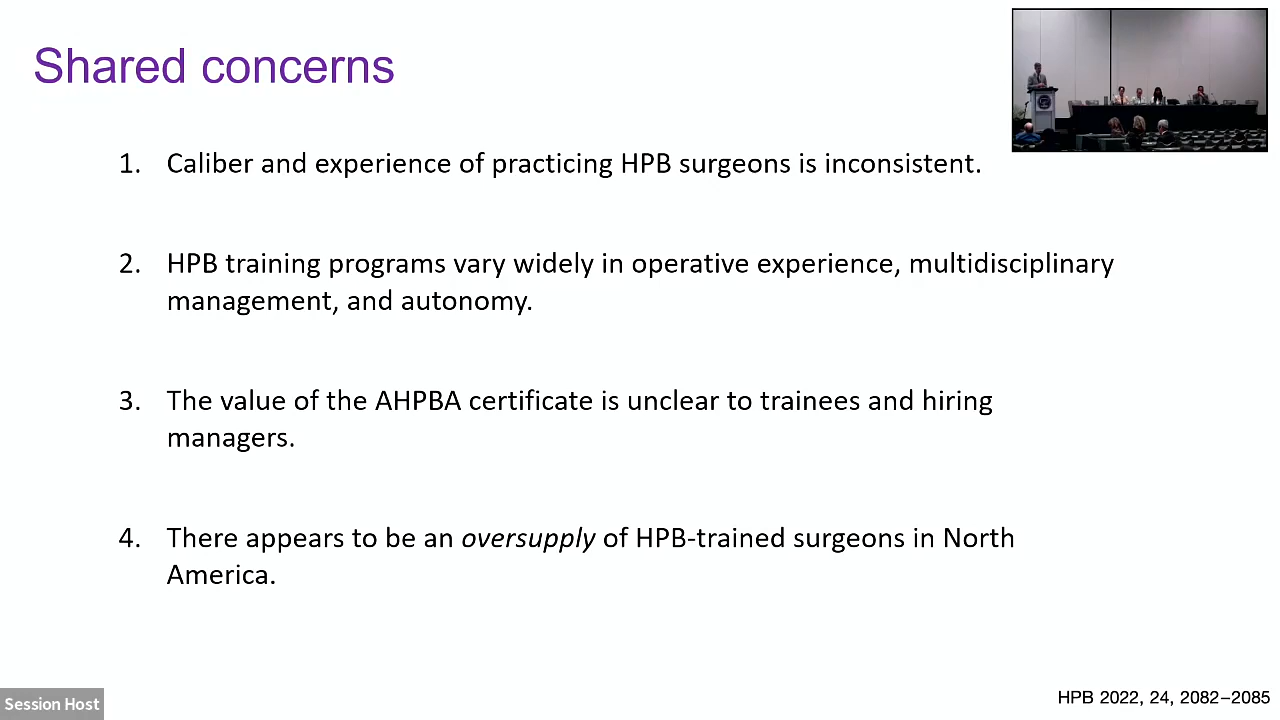 Shared concerns
1. Caliber and experience of practicing HPB surgeons is inconsistent.
2. HPB training programs vary widely in operative experience, multidisciplinary
management, and autonomy.
3. The value of the AHPBA certificate is unclear to trainees and hiring
managers.
4. There appears to be an oversupply of HPB-trained surgeons in North
America.
Session Host
HPB 2022, 24, 2082–2085